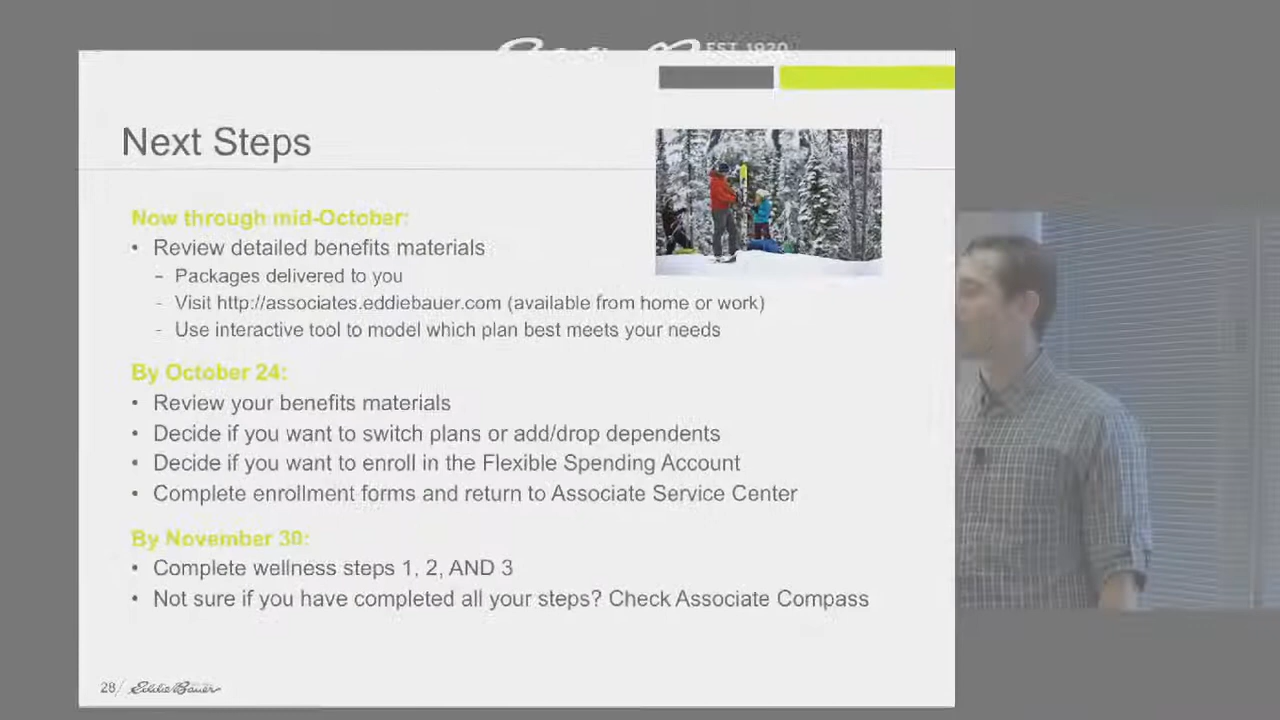 EST 1920
Next Steps
Now through mid-October:
• Review detailed benefits materials
- Packages delivered to you
- Visit http://associates.eddiebauer.com (available from home or work)
- Use interactive tool to model which plan best meets your needs
By October 24:
• Review your benefits materials
• Decide if you want to switch plans or add/drop dependents
• Decide if you want to enroll in the Flexible Spending Account
• Complete enrollment forms and return to Associate Service Center
By November 30:
• Complete wellness steps 1, 2, AND 3
• Not sure if you have completed all your steps? Check Associate Compass
28/ Eddie Bauer